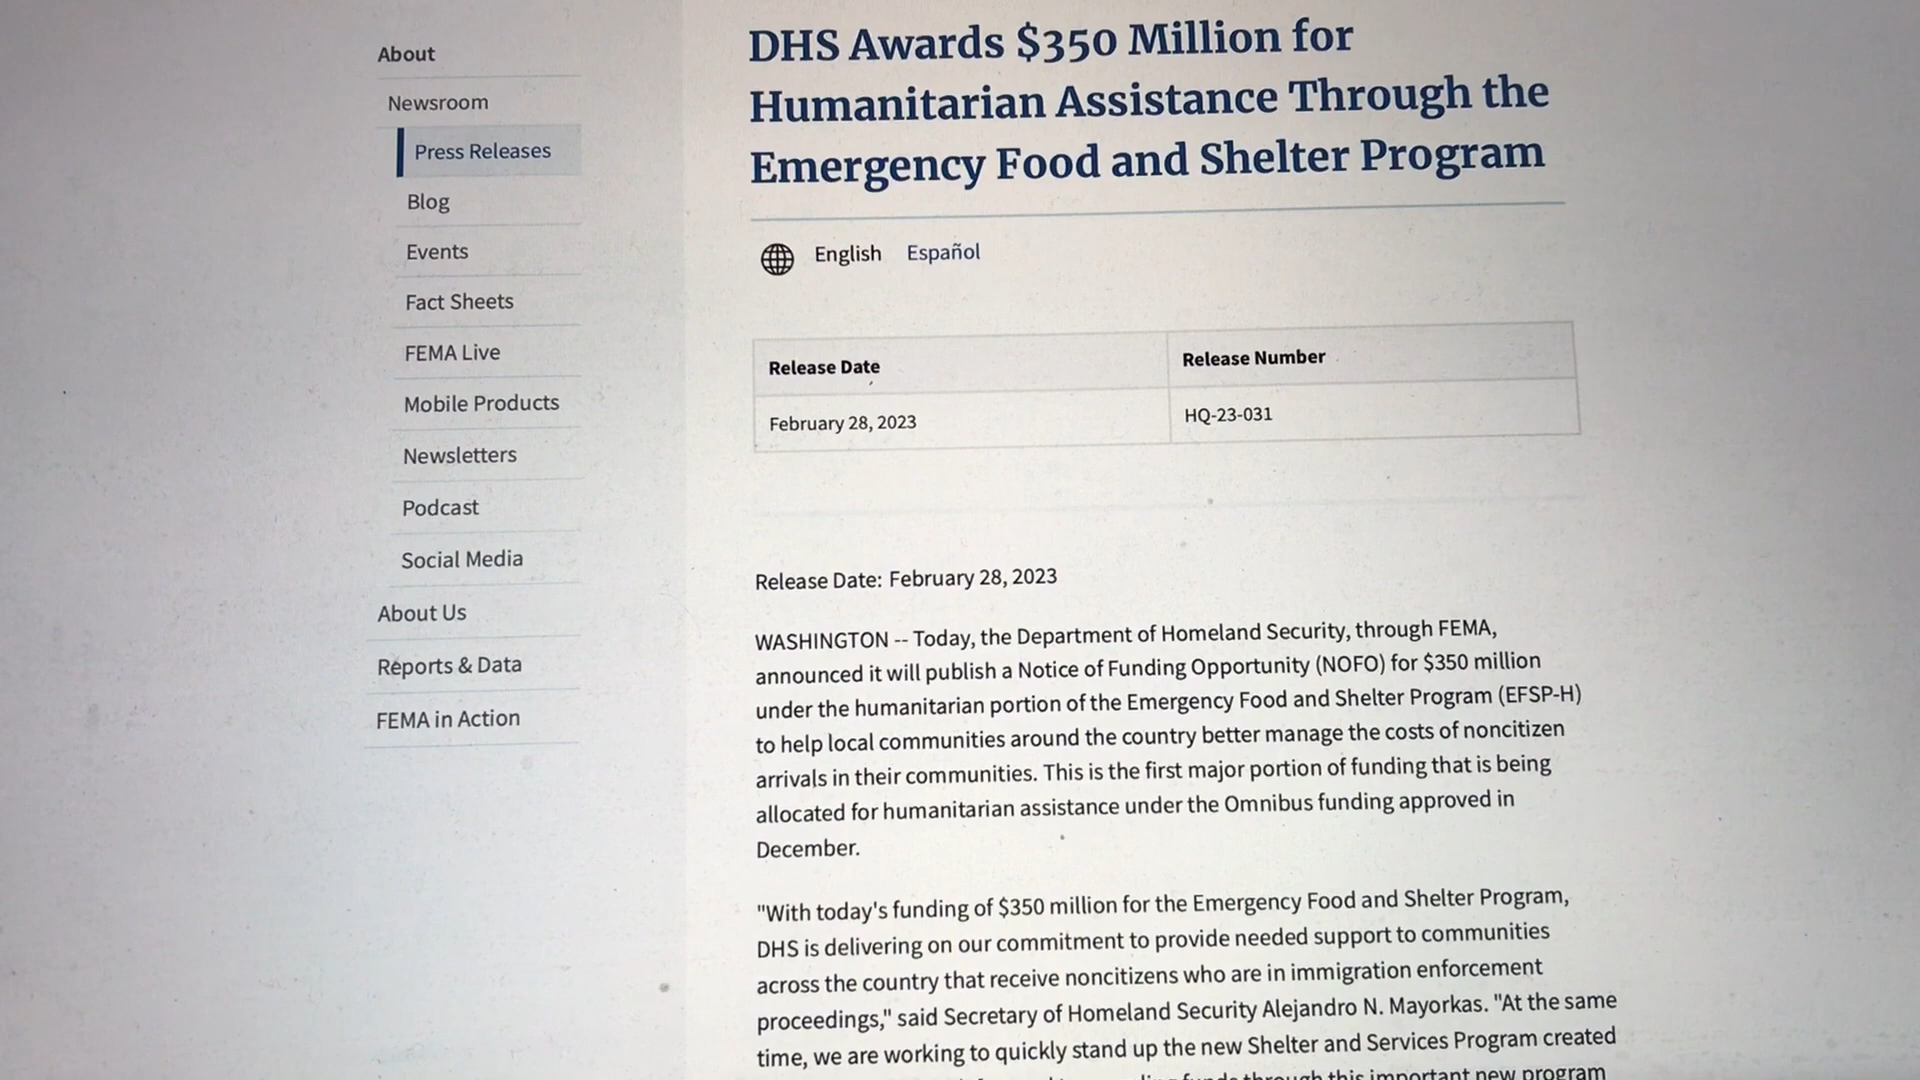 About
Newsroom
Press Releases
Blog
Events
Fact Sheets
FEMA Live
Mobile Products
Newsletters
Podcast
Social Media
About Us
Reports & Data
FEMA in Action
DHS Awards $350 Million for
Humanitarian Assistance Through the
Emergency Food and Shelter Program
English Español
Release Date Release Number
February 28, 2023 HQ-23-031
Release Date: February 28, 2023
WASHINGTON -- Today, the Department of Homeland Security, through FEMA,
announced it will publish a Notice of Funding Opportunity (NOFO) for $350 million
under the humanitarian portion of the Emergency Food and Shelter Program (EFSP-H)
to help local communities around the country better manage the costs of noncitizen
arrivals in their communities. This is the first major portion of funding that is being
allocated for humanitarian assistance under the Omnibus funding approved in
December.
"With today's funding of $350 million for the Emergency Food and Shelter Program,
DHS is delivering on our commitment to provide needed support to communities
across the country that receive noncitizens who are in immigration enforcement
proceedings," said Secretary of Homeland Security Alejandro N. Mayorkas. "At the same
time, we are working to quickly stand up the new Shelter and Services Program created
funds through this important new program